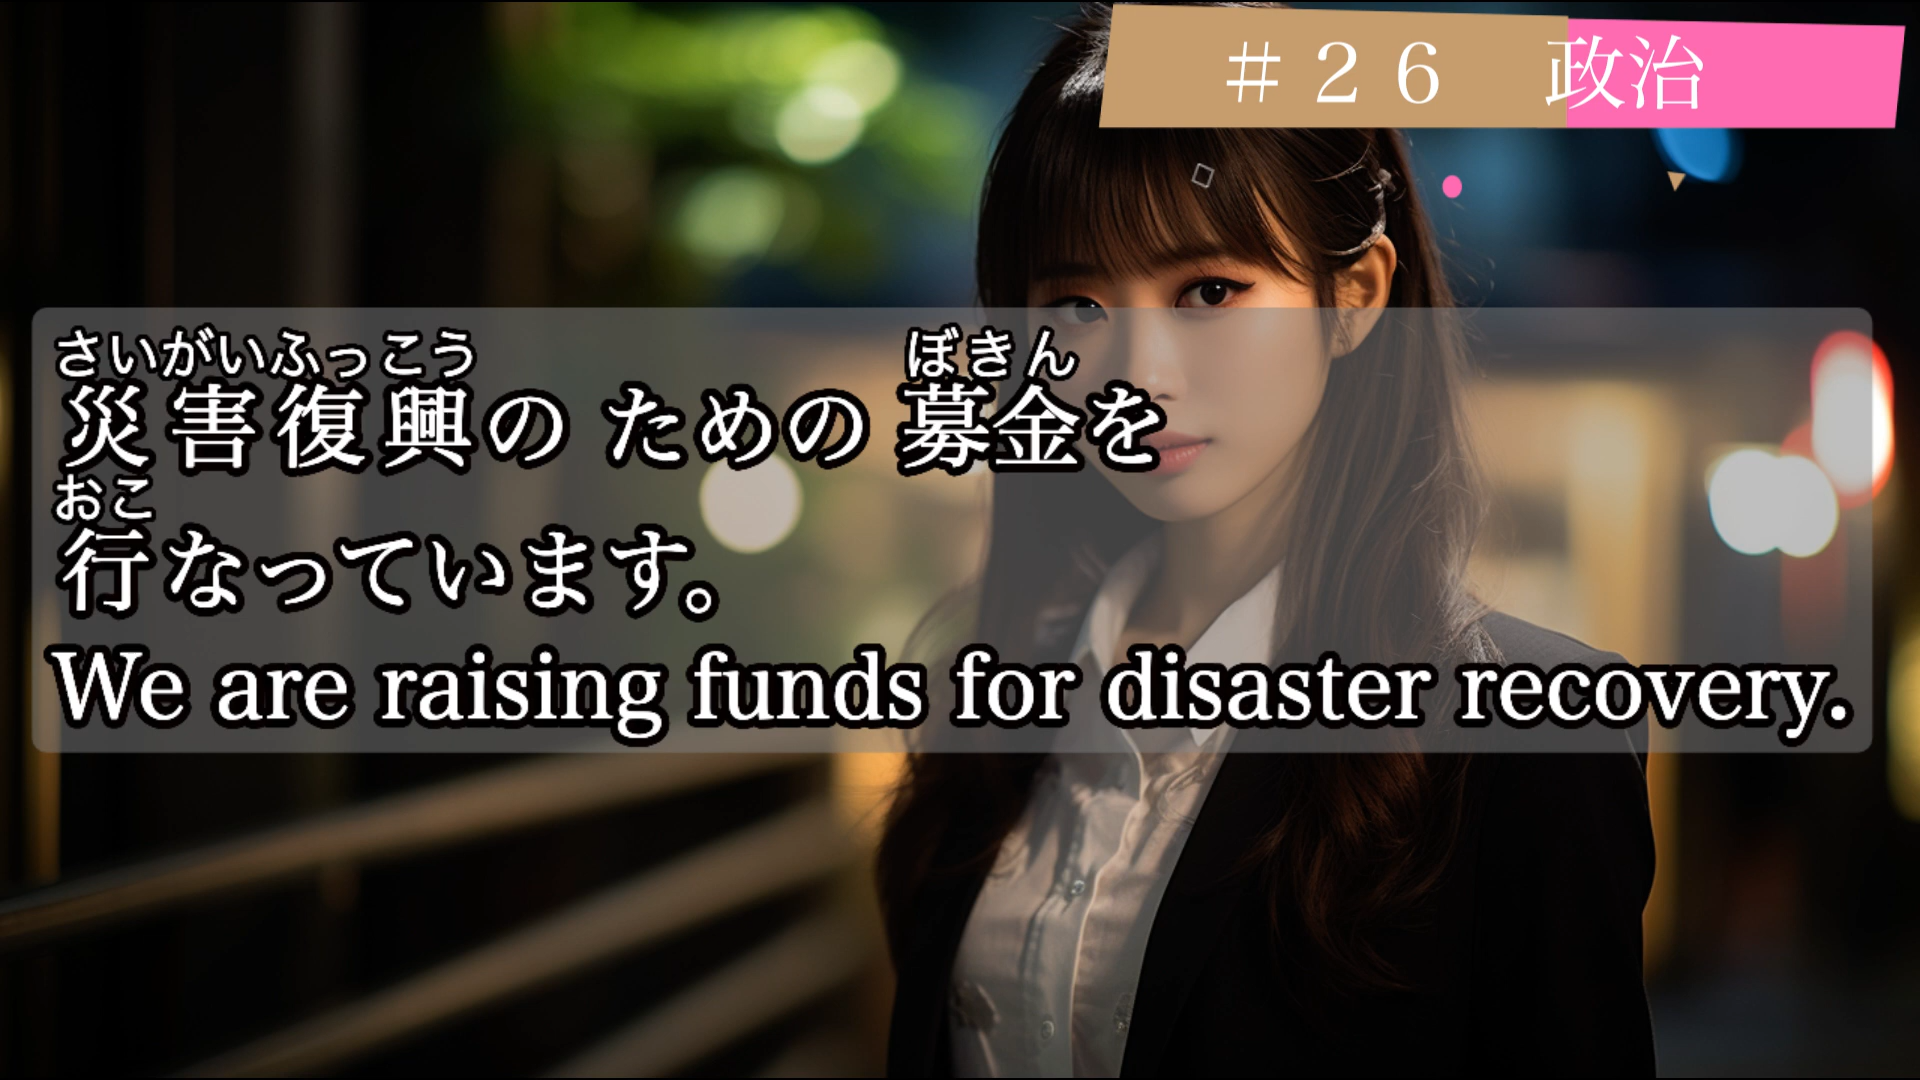 ＃２６　政治
さいがいふっこう ぼきん
災害復興の ための 募金を
おこ
行なっています。
We are raising funds for disaster recovery.